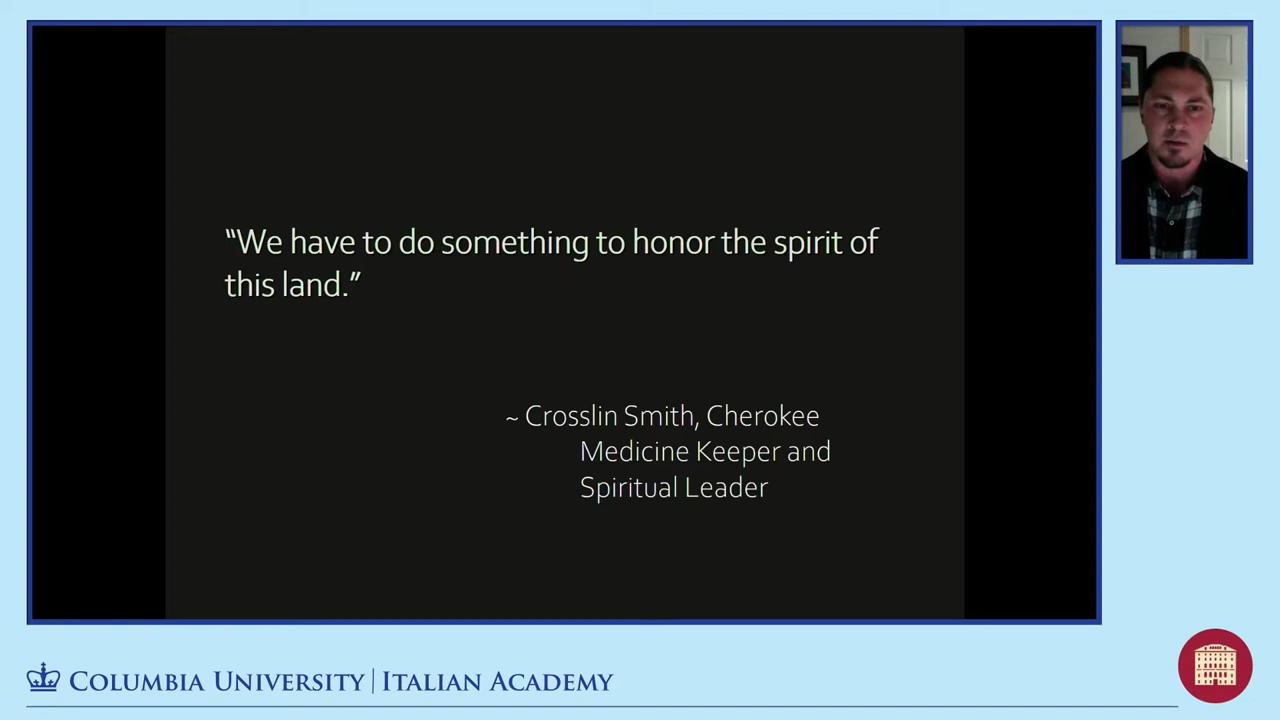 “We have to do something to honor the spirit of
this land.”
~ Crosslin Smith, Cherokee
Medicine Keeper and
Spiritual Leader
COLUMBIA UNIVERSITY | ITALIAN ACADEMY